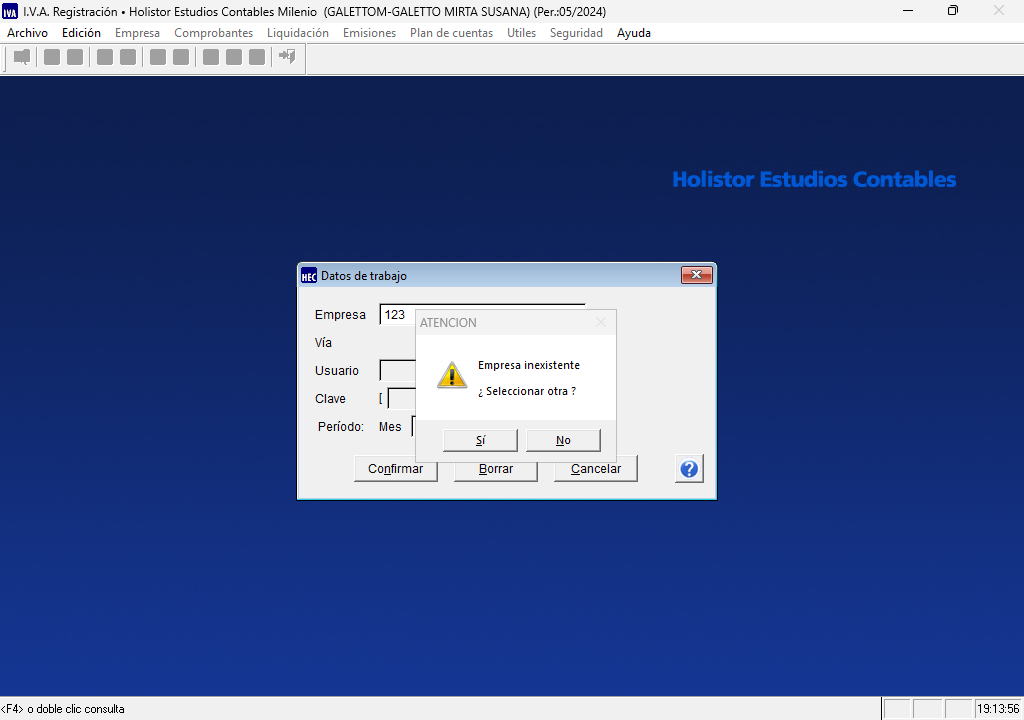 I.V.A. Registración • Holistor Estudios Contables Milenio (GALETTOM-GALETTO MIRTA SUSANA) (Per.:05/2024)
Archivo Edición Empresa Comprobantes Liquidación Emisiones Plan de cuentas Utiles Seguridad Ayuda
Holistor Estudios Contables
HEC Datos de trabajo
Empresa 123
ATENCION
Vía
Empresa inexistente
Usuario
¿ Seleccionar otra ?
Clave [
Período: Mes
Sí No
Confirmar Borrar Cancelar ?
<F4> o doble clic consulta 19:13:56